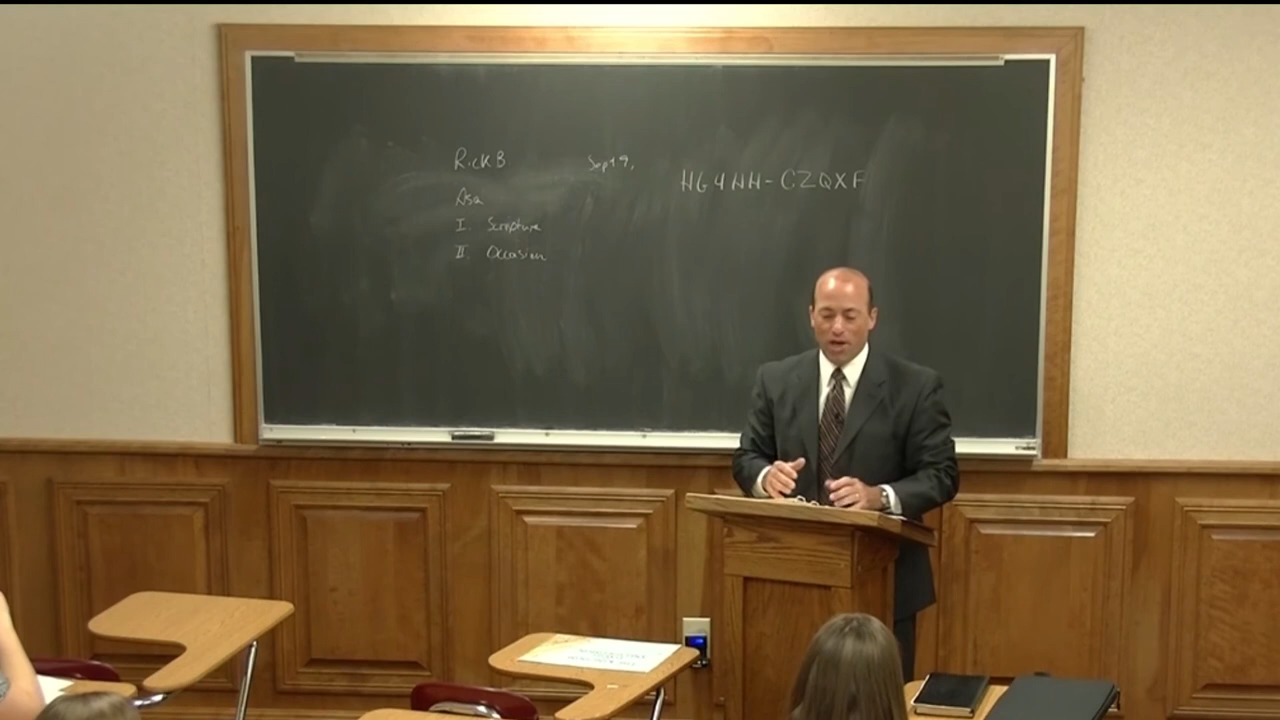 Rick B
Sept 9,
HG4HH-CZQXF
Asa
I. Scripture
II. Occasion